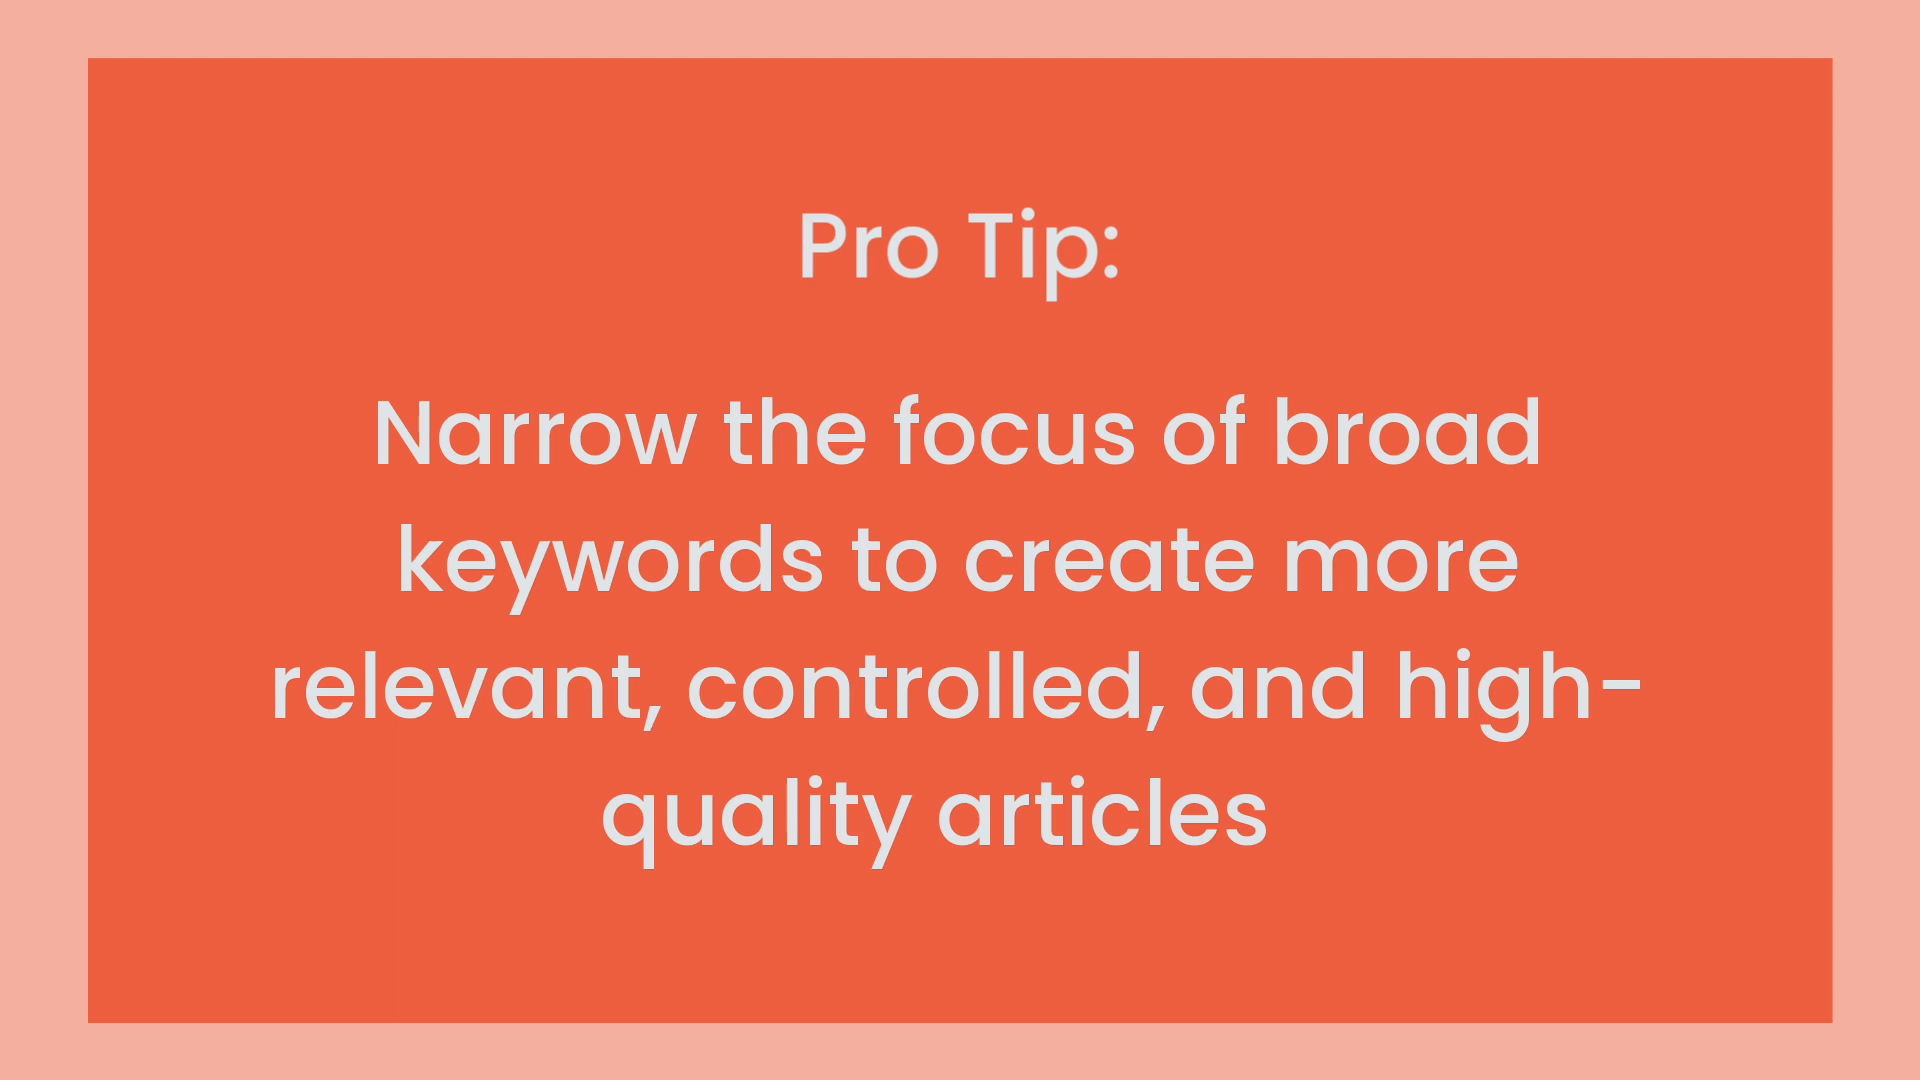 Pro Tip:
Narrow the focus of broad
keywords to create more
relevant, controlled, and high-
quality articles